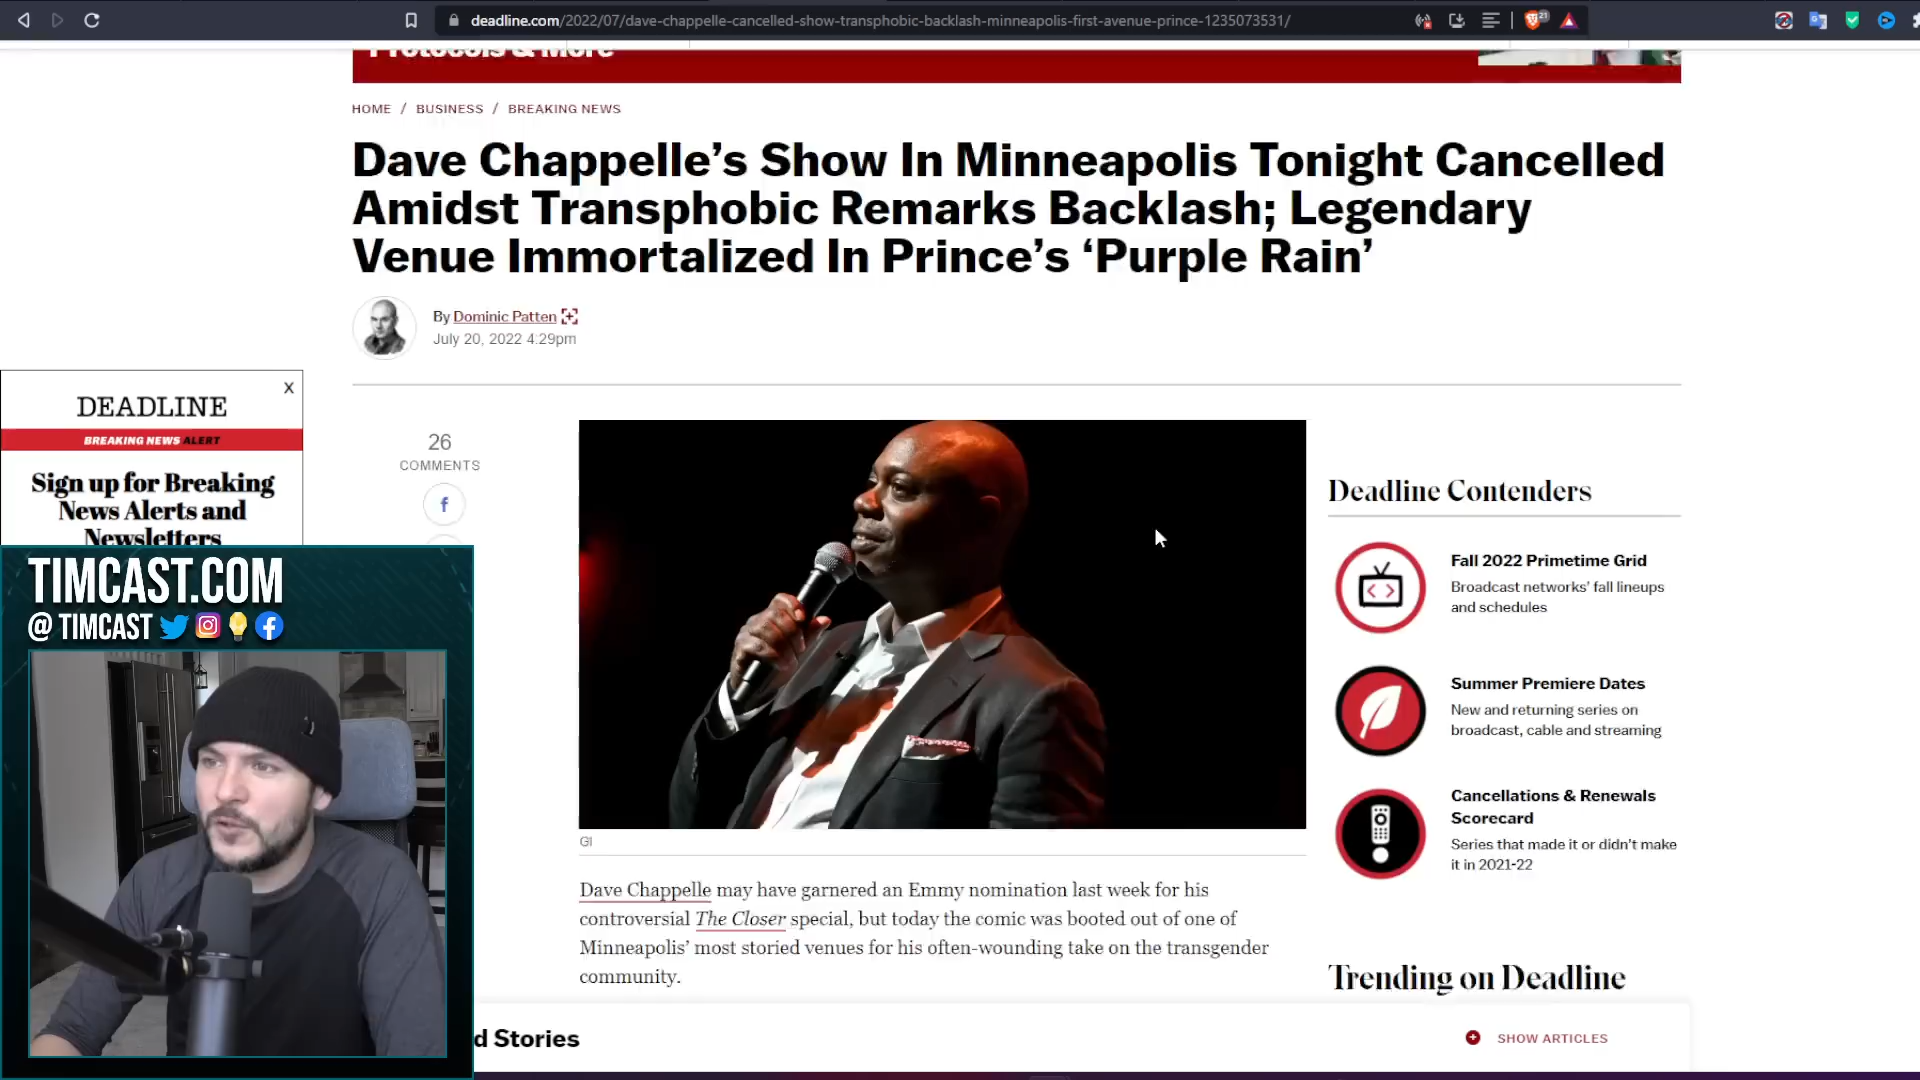 deadline.com/2022/07/dave-chappelle-cancelled-show-transphobic-backlash-minneapolis-first-avenue-prince-1235073531/
21
Protocols & More
HOME / BUSINESS / BREAKING NEWS
Dave Chappelle’s Show In Minneapolis Tonight Cancelled
Amidst Transphobic Remarks Backlash; Legendary
Venue Immortalized In Prince’s ‘Purple Rain’
By Dominic Patten
July 20, 2022 4:29pm
X
DEADLINE
BREAKING NEWS ALERT
Sign up for Breaking
News Alerts and
Newsletters
26
COMMENTS
f
GI
Dave Chappelle may have garnered an Emmy nomination last week for his
controversial The Closer special, but today the comic was booted out of one of
Minneapolis’ most storied venues for his often-wounding take on the transgender
community.
Deadline Contenders
Fall 2022 Primetime Grid
Broadcast networks’ fall lineups
and schedules
Summer Premiere Dates
New and returning series on
broadcast, cable and streaming
Cancellations & Renewals
Scorecard
Series that made it or didn’t make
it in 2021-22
Trending on Deadline
d Stories
SHOW ARTICLES
TIMCAST.COM
@ TIMCAST